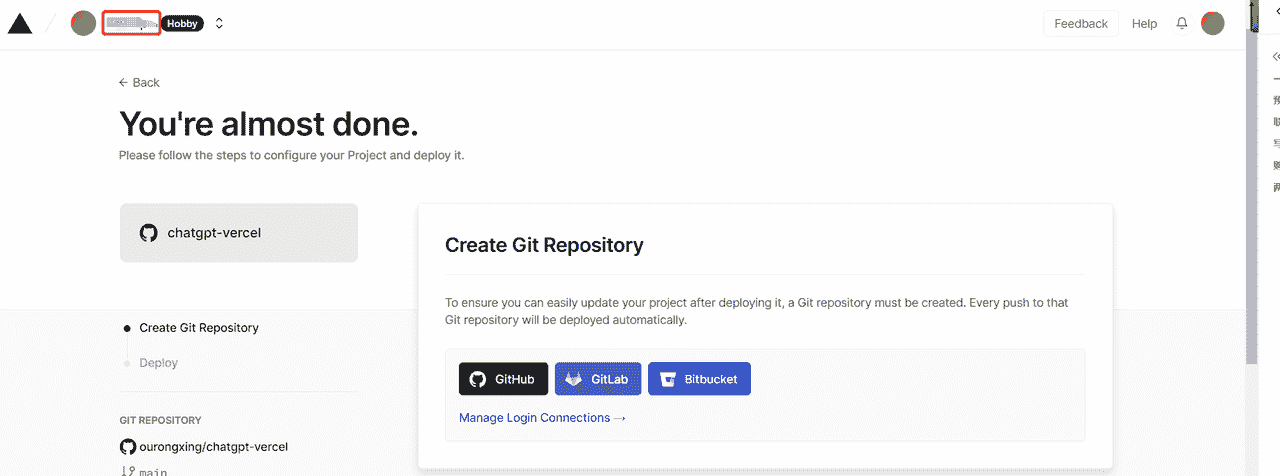 Hobby
Feedback
Help
← Back
You're almost done.
Please follow the steps to configure your Project and deploy it.
chatgpt-vercel
Create Git Repository
To ensure you can easily update your project after deploying it, a Git repository must be created. Every push to that
Git repository will be deployed automatically.
GitHub
GitLab
Bitbucket
Manage Login Connections →
Create Git Repository
Deploy
GIT REPOSITORY
ourongxing/chatgpt-vercel
main